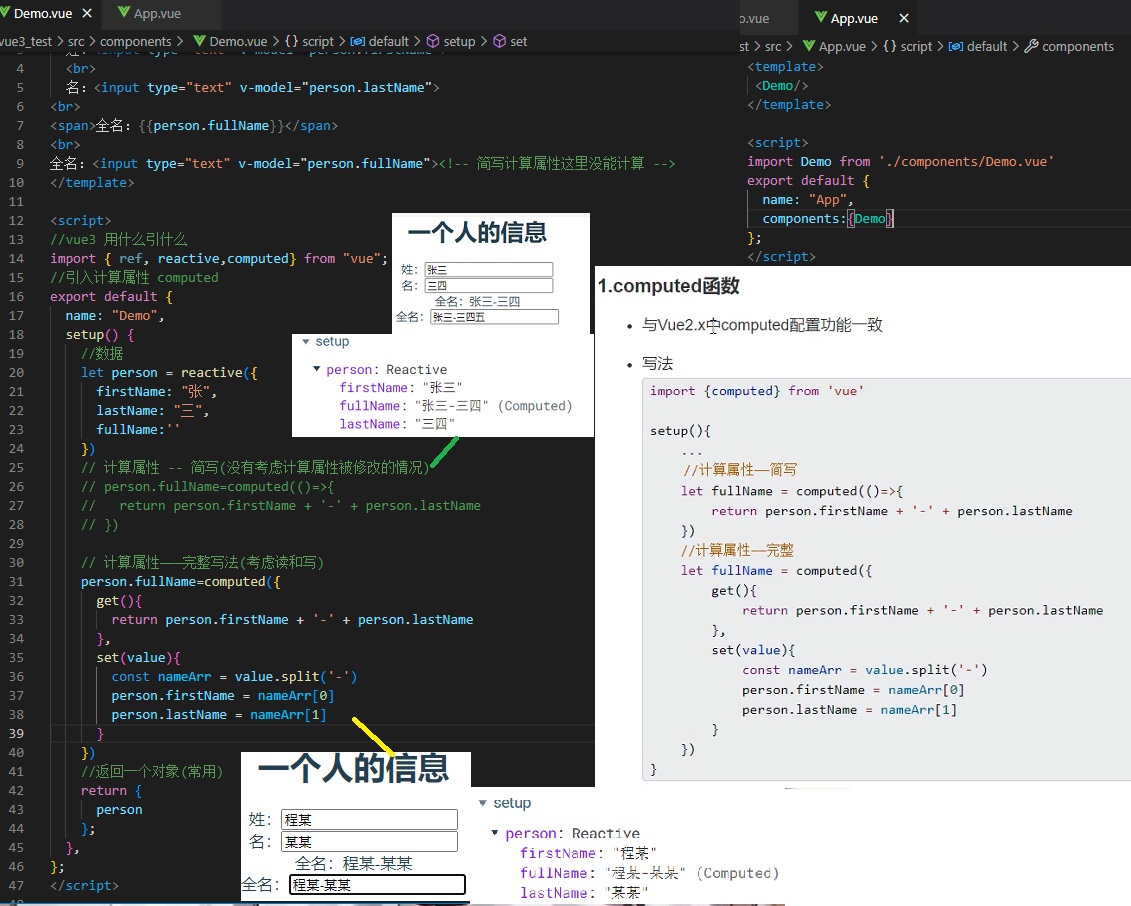 Demo.vue ×
App.vue
vue3_test > src > components > Demo.vue > {} script > default > setup > set
4 <br>
5 名: <input type="text" v-model="person.lastName">
6 <br>
7 <span>全名: {{person.fullName}}</span>
8 <br>
9 全名: <input type="text" v-model="person.fullName"><!-- 简写计算属性这里没能计算 -->
10 </template>
11
12 <script>
13 //vue3 用什么引什么
14 import { ref, reactive,computed} from "vue";
15 //引入计算属性 computed
16 export default {
17 name: "Demo",
18 setup() {
19 //数据
20 let person = reactive({
21 firstName: "张",
22 lastName: "三",
23 fullName:''
24 })
25 // 计算属性 -- 简写(没有考虑计算属性被修改的情况)
26 // person.fullName=computed(()=>{
27 // return person.firstName + '-' + person.lastName
28 // })
29
30 // 计算属性——完整写法(考虑读和写)
31 person.fullName=computed({
32 get(){
33 return person.firstName + '-' + person.lastName
34 },
35 set(value){
36 const nameArr = value.split('-')
37 person.firstName = nameArr[0]
38 person.lastName = nameArr[1]
39 }
40 })
41 //返回一个对象(常用)
42 return {
43 person
44 };
45 },
46 };
47 </script>
一个人的信息
姓: 张三
名: 三四
全名: 张三-三四
全名: 张三-三四五
setup
person: Reactive
firstName: "张三"
fullName: "张三-三四" (Computed)
lastName: "三四"
一个人的信息
姓: 程某
名: 某某
全名: 程某-某某
全名: 程某-某某
setup
person: Reactive
firstName: "程某"
fullName: "程某-某某" (Computed)
lastName: "某某"
o.vue
App.vue ×
st > src > App.vue > {} script > default > components
<template>
<Demo/>
</template>
<script>
import Demo from './components/Demo.vue'
export default {
name: "App",
components:{Demo}
};
</script>
1.computed函数
• 与Vue2.x中computed配置功能一致
• 写法
import {computed} from 'vue'
setup(){
...
//计算属性——简写
let fullName = computed(()=>{
return person.firstName + '-' + person.lastName
})
//计算属性——完整
let fullName = computed({
get(){
return person.firstName + '-' + person.lastName
},
set(value){
const nameArr = value.split('-')
person.firstName = nameArr[0]
person.lastName = nameArr[1]
}
})
}